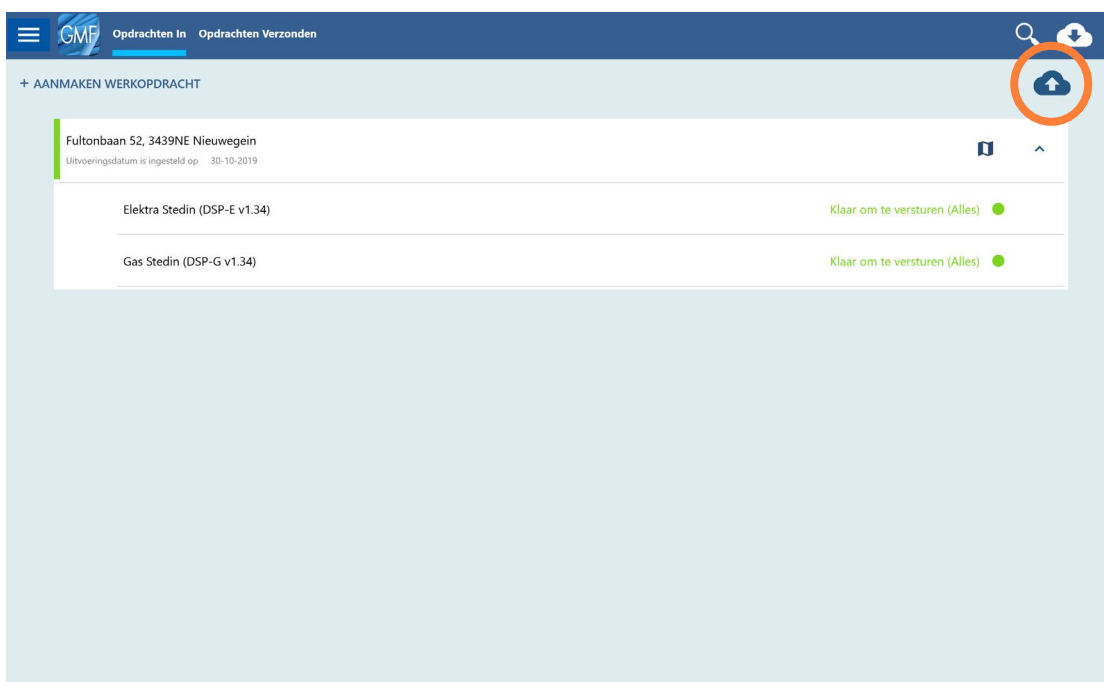 GMF Opdrachten In Opdrachten Verzonden
+ AANMAKEN WERKOPDRACHT
Fultonbaan 52, 3439NE Nieuwegein
Uitvoeringsdatum is ingesteld op 30-10-2019
Elektra Stedin (DSP-E v1.34) Klaar om te versturen (Alles)
Gas Stedin (DSP-G v1.34) Klaar om te versturen (Alles)